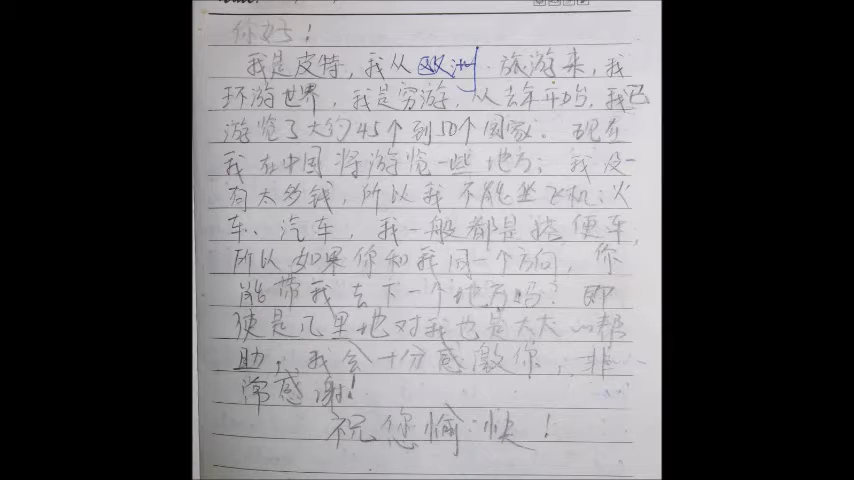 你好!
我是皮特,我从欧洲旅游来,我
环游世界,我是穷游,从去年开始,我已
游览了大约45个到50个国家。现在
我在中国将游览一些地方;我没
有太多钱,所以我不能坐飞机、火
车、汽车,我一般都是搭便车,
所以如果你和我同一个方向,你
能带我去下一个地方吗?即
使是几里地对我也是大大的帮
助,我会十分感激你,非
常感谢!
祝您愉快!